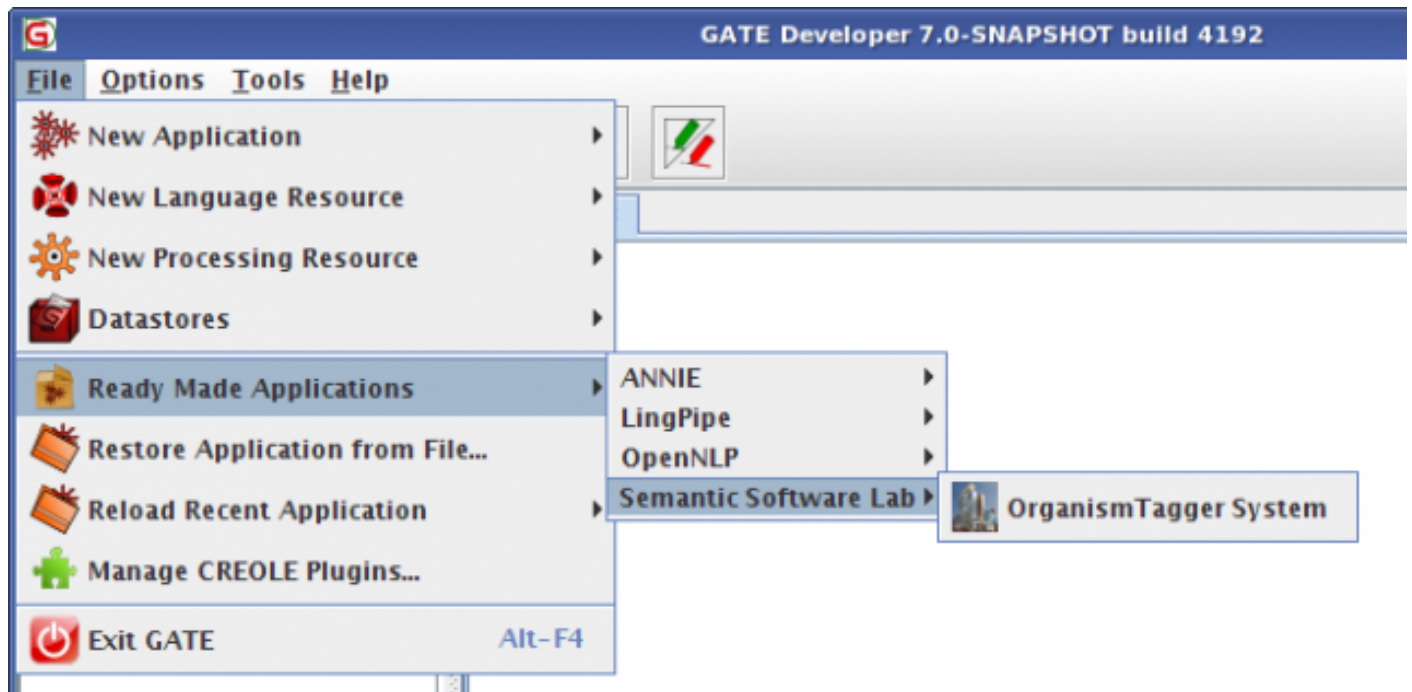 GATE Developer 7.0-SNAPSHOT build 4192
File Options Tools Help
New Application
New Language Resource
New Processing Resource
Datastores
Ready Made Applications
ANNIE
LingPipe
OpenNLP
Semantic Software Lab
OrganismTagger System
Restore Application from File...
Reload Recent Application
Manage CREOLE Plugins...
Exit GATE Alt-F4